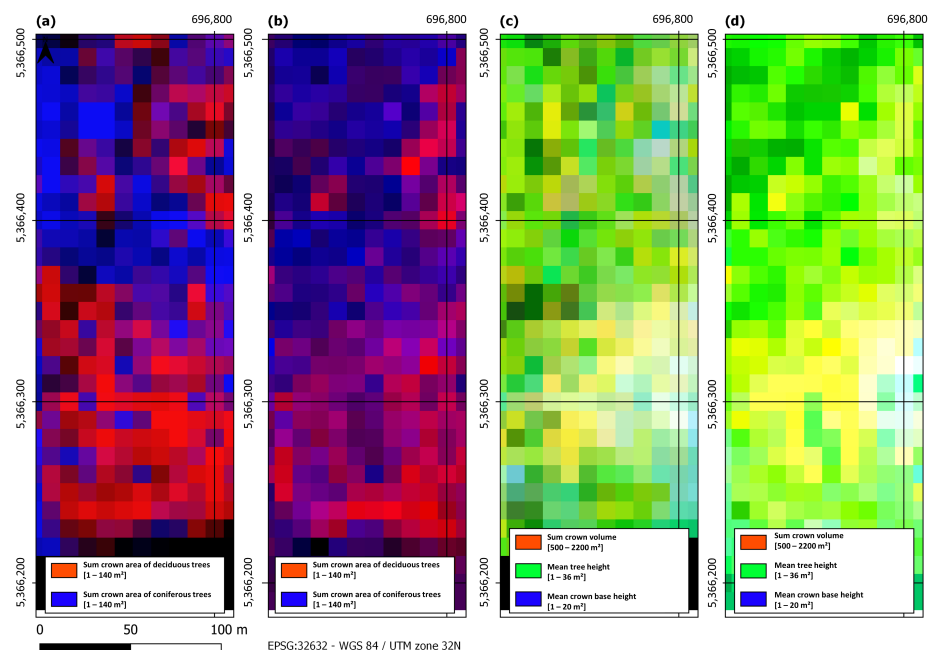 (a) 696,800
(b) 696,800
(c) 696,800
(d) 696,800
5,366,500
5,366,400
5,366,300
5,366,200
5,366,500
5,366,400
5,366,300
5,366,200
5,366,500
5,366,400
5,366,300
5,366,200
5,366,500
5,366,400
5,366,300
5,366,200
Sum crown area of deciduous trees
[1 – 140 m²]
Sum crown area of coniferous trees
[1 – 140 m²]
Sum crown area of deciduous trees
[1 – 140 m²]
Sum crown area of coniferous trees
[1 – 140 m²]
Sum crown volume
[500 – 2200 m²]
Mean tree height
[1 – 36 m²]
Mean crown base height
[1 – 20 m²]
Sum crown volume
[500 – 2200 m²]
Mean tree height
[1 – 36 m²]
Mean crown base height
[1 – 20 m²]
0 50 100 m
EPSG:32632 - WGS 84 / UTM zone 32N